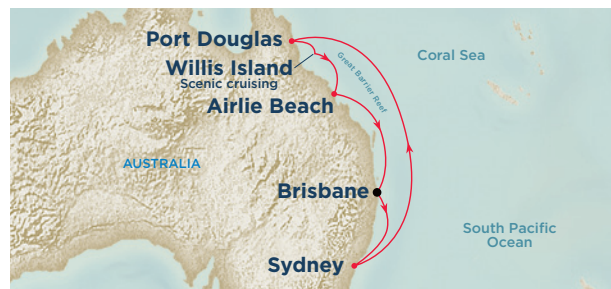 Port Douglas
Coral Sea
Willis Island
Scenic cruising
Great Barrier Reef
Airlie Beach
AUSTRALIA
Brisbane
South Pacific
Ocean
Sydney